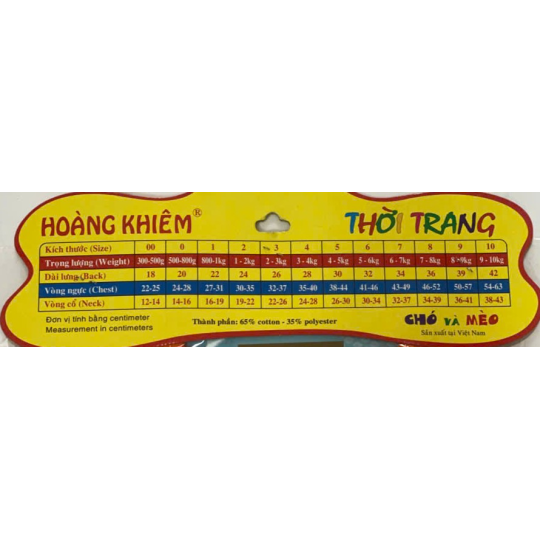 HOÀNG KHIÊM®
THỜI TRANG
Kích thước (Size) 00 0 1 2 3 4 5 6 7 8 9 10
Trọng lượng (Weight) 300-500g 500-800g 800-1kg 1 - 2kg 2 - 3kg 3 - 4kg 4 - 5kg 5 - 6kg 6 - 7kg 7 - 8kg 8 - 9kg 9 - 10kg
Dài lưng (Back) 18 20 22 24 26 28 30 32 34 36 39 42
Vòng ngực (Chest) 22-25 24-28 27-31 30-35 32-37 35-40 38-44 41-46 43-49 46-52 50-57 54-63
Vòng cổ (Neck) 12-14 14-16 16-19 19-22 22-26 24-28 26-30 30-34 32-37 34-39 36-41 38-43
Đơn vị tính bằng centimeter
Measurement in centimeters
Thành phần: 65% cotton - 35% polyester
CHÓ VÀ MÈO
Sản xuất tại Việt Nam